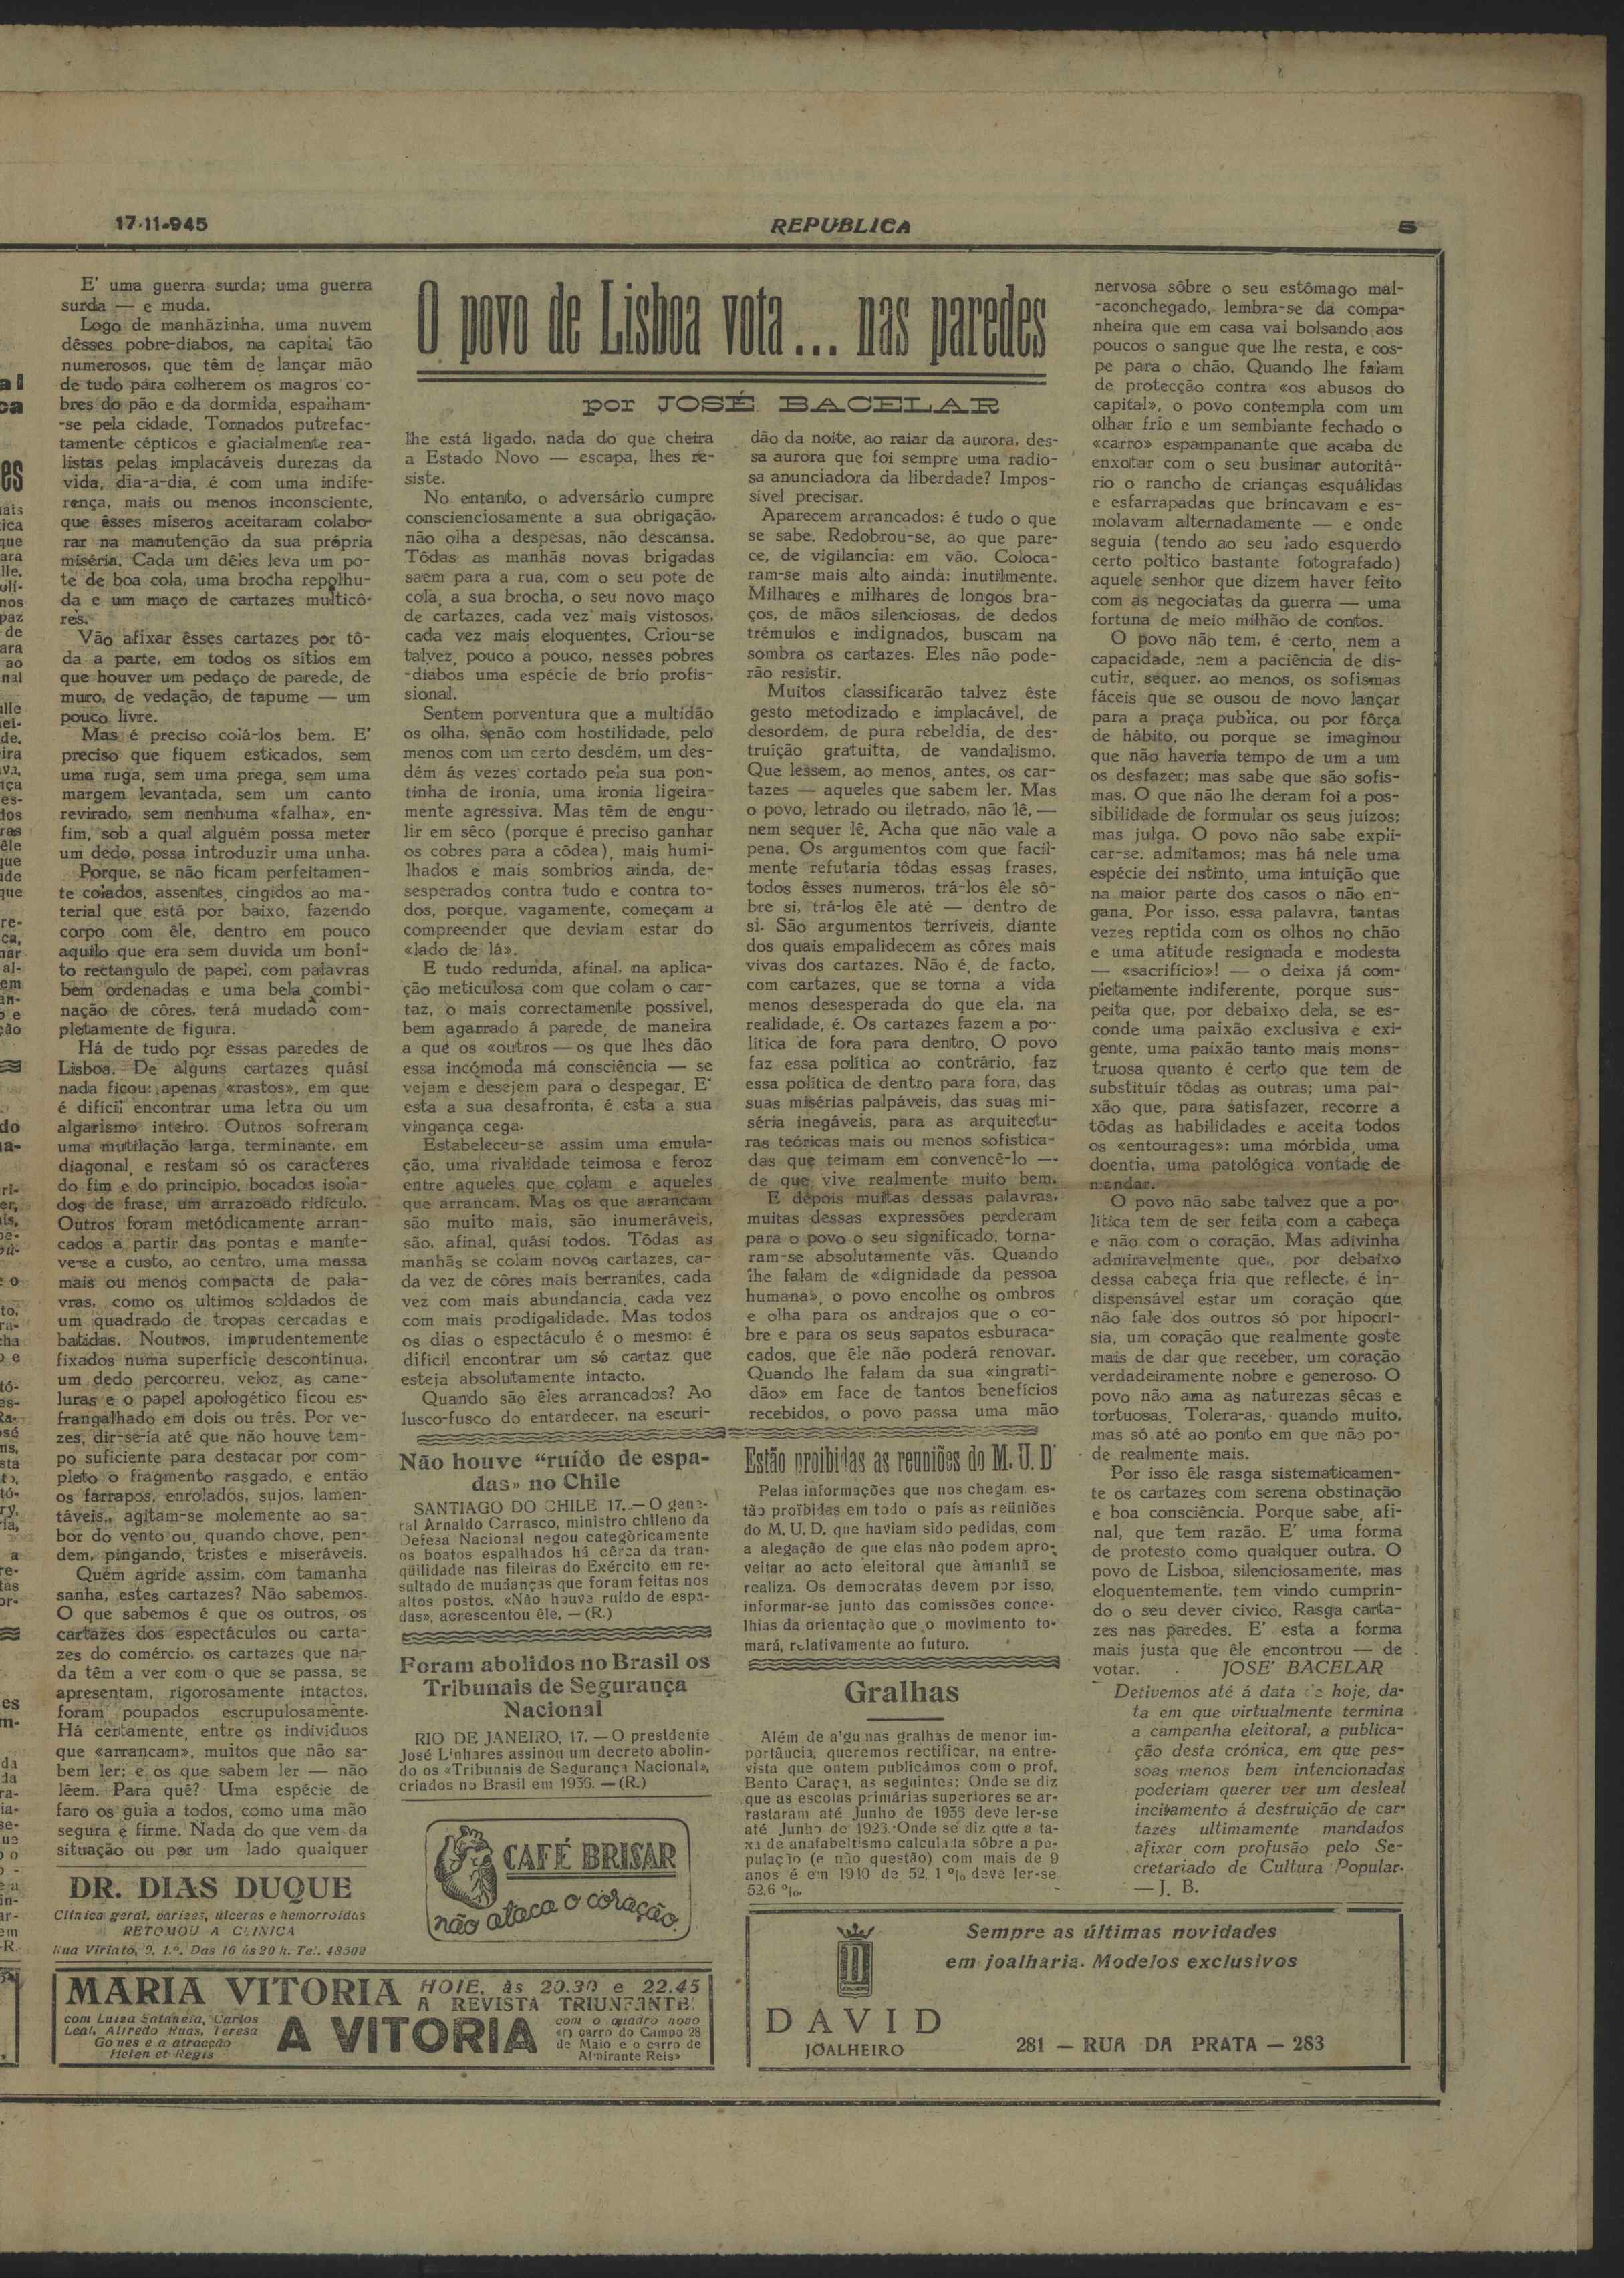 17-11-945
REPUBLICA
5
O povo de Lisboa vota... nas paredes
por JOSÉ BACELAR
E' uma guerra surda; uma guerra
surda — e muda.
Logo de manhãzinha, uma nuvem
dêsses pobre-diabos, na capital tão
numerosos, que têm de lançar mão
de tudo para colherem os magros co-
bres do pão e da dormida, espalham-
-se pela cidade. Tornados putrefac-
tamente cépticos e glacialmente rea-
listas pelas implacáveis durezas da
vida, dia-a-dia, é com uma indife-
rença, mais ou menos inconsciente,
que êsses míseros aceitaram colabo-
rar na manutenção da sua própria
miséria. Cada um dêles leva um po-
te de boa cola, uma brocha repolhu-
da e um maço de cartazes multicô-
res.
Vão afixar êsses cartazes por tô-
da a parte, em todos os sítios em
que houver um pedaço de parede, de
muro, de vedação, de tapume — um
pouco livre.
Mas é preciso colá-los bem. E'
preciso que fiquem esticados, sem
uma ruga, sem uma prega, sem uma
margem levantada, sem um canto
revirado, sem nenhuma «falha», en-
fim, sob a qual alguém possa meter
um dedo, possa introduzir uma unha.
Porque, se não ficam perfeitamen-
te colados, assentes, cingidos ao ma-
terial que está por baixo, fazendo
corpo com êle, dentro em pouco
aquilo que era sem duvida um boni-
to rectangulo de papel, com palavras
bem ordenadas e uma bela combi-
nação de côres, terá mudado com-
pletamente de figura.
Há de tudo por essas paredes de
Lisboa. De alguns cartazes quási
nada ficou: apenas «rastos», em que
é difícil encontrar uma letra ou um
algarismo inteiro. Outros sofreram
uma mutilação larga, terminante, em
diagonal, e restam só os caracteres
do fim e do princípio, bocados isola-
dos de frase, um arrazoado ridículo.
Outros foram metódicamente arran-
cados a partir das pontas e mante-
ve-se a custo, ao centro, uma massa
mais ou menos compacta de pala-
vras, como os ultimos soldados de
um quadrado de tropas cercadas e
batidas. Noutros, imprudentemente
fixados numa superfície descontínua,
um dedo percorreu, veloz, as cane-
luras e o papel apologético ficou es-
frangalhado em dois ou três. Por ve-
zes, dir-se-ía até que não houve tem-
po suficiente para destacar por com-
pleto o fragmento rasgado, e então
os farrapos, enrolados, sujos, lamen-
táveis, agitam-se molemente ao sa-
bor do vento ou, quando chove, pen-
dem, pingando, tristes e miseráveis.
Quem agride assim, com tamanha
sanha, estes cartazes? Não sabemos.
O que sabemos é que os outros, os
cartazes dos espectáculos ou carta-
zes do comércio, os cartazes que na-
da têm a ver com o que se passa, se
apresentam, rigorosamente intactos,
foram poupados escrupulosamente.
Há certamente, entre os indivíduos
que «arrancam», muitos que não sa-
bem ler; e os que sabem ler — não
lêem. Para quê? Uma espécie de
faro os guia a todos, como uma mão
segura e firme. Nada do que vem da
situação ou por um lado qualquer
lhe está ligado, nada do que cheira
a Estado Novo — escapa, lhes re-
siste.
No entanto, o adversário cumpre
conscienciosamente a sua obrigação,
não olha a despesas, não descansa.
Tôdas as manhãs novas brigadas
saem para a rua, com o seu pote de
cola, a sua brocha, o seu novo maço
de cartazes, cada vez mais vistosos,
cada vez mais eloquentes. Criou-se
talvez, pouco a pouco, nesses pobres
-diabos uma espécie de brio profis-
sional.
Sentem porventura que a multidão
os olha, senão com hostilidade, pelo
menos com um certo desdém, um des-
dém ás vezes cortado pela sua pon-
tinha de ironia, uma ironia ligeira-
mente agressiva. Mas têm de engu-
lir em sêco (porque é preciso ganhar
os cobres para a côdea), mais humi-
lhados e mais sombrios ainda, de-
sesperados contra tudo e contra to-
dos, porque, vagamente, começam a
compreender que deviam estar do
«lado de lá».
E tudo redunda, afinal, na aplica-
ção meticulosa com que colam o car-
taz, o mais correctamente possível,
bem agarrado á parede, de maneira
a que os «outros — os que lhes dão
essa incómoda má consciência — se
vejam e desejem para o despegar. E'
esta a sua desafronta, é esta a sua
vingança cega.
Estabeleceu-se assim uma emula-
ção, uma rivalidade teimosa e feroz
entre aqueles que colam e aqueles
que arrancam. Mas os que arrancam
são muito mais, são inumeráveis,
são, afinal, quási todos. Tôdas as
manhãs se colam novos cartazes, ca-
da vez de côres mais berrantes, cada
vez com mais abundancia, cada vez
com mais prodigalidade. Mas todos
os dias o espectáculo é o mesmo: é
difícil encontrar um só cartaz que
esteja absolutamente intacto.
Quando são êles arrancados? Ao
lusco-fusco do entardecer, na escuri-
dão da noite, ao raiar da aurora, des-
sa aurora que foi sempre uma radio-
sa anunciadora da liberdade? Impos-
sível precisar.
Aparecem arrancados: é tudo o que
se sabe. Redobrou-se, ao que pare-
ce, de vigilancia: em vão. Coloca-
ram-se mais alto ainda: inutilmente.
Milhares e milhares de longos bra-
ços, de mãos silenciosas, de dedos
trémulos e indignados, buscam na
sombra os cartazes. Eles não pode-
rão resistir.
Muitos classificarão talvez êste
gesto metodizado e implacável, de
desordem, de pura rebeldia, de des-
truição gratuitta, de vandalismo.
Que lessem, ao menos, antes, os car-
tazes — aqueles que sabem ler. Mas
o povo, letrado ou iletrado, não lê, —
nem sequer lê. Acha que não vale a
pena. Os argumentos com que facil-
mente refutaria tôdas essas frases,
todos êsses numeros, trá-los êle sô-
bre si, trá-los êle até — dentro de
si. São argumentos terríveis, diante
dos quais empalidecem as côres mais
vivas dos cartazes. Não é, de facto,
com cartazes, que se torna a vida
menos desesperada do que ela, na
realidade, é. Os cartazes fazem a po-
lítica de fora para dentro. O povo
faz essa política ao contrário, faz
essa política de dentro para fora, das
suas misérias palpáveis, das suas mi-
séria inegáveis, para as arquitectu-
ras teóricas mais ou menos sofistica-
das que teimam em convencê-lo —
de que vive realmente muito bem.
E depois muitas dessas palavras,
muitas dessas expressões perderam
para o povo o seu significado, torna-
ram-se absolutamente vãs. Quando
lhe falam de «dignidade da pessoa
humana», o povo encolhe os ombros
e olha para os andrajos que o co-
bre e para os seus sapatos esburaca-
cados, que êle não poderá renovar.
Quando lhe falam da sua «ingrati-
dão» em face de tantos benefícios
recebidos, o povo passa uma mão
nervosa sôbre o seu estômago mal-
-aconchegado, lembra-se da compa-
nheira que em casa vai bolsando aos
poucos o sangue que lhe resta, e cos-
pe para o chão. Quando lhe falam
de protecção contra «os abusos do
capital», o povo contempla com um
olhar frio e um semblante fechado o
«carro» espampanante que acaba de
enxotar com o seu businar autoritá-
rio o rancho de crianças esquálidas
e esfarrapadas que brincavam e es-
molavam alternadamente — e onde
seguia (tendo ao seu lado esquerdo
certo poltico bastante fotografado)
aquele senhor que dizem haver feito
com as negociatas da guerra — uma
fortuna de meio milhão de contos.
O povo não tem, é certo, nem a
capacidade, nem a paciência de dis-
cutir, sequer, ao menos, os sofismas
fáceis que se ousou de novo lançar
para a praça publica, ou por fôrça
de hábito, ou porque se imaginou
que não haveria tempo de um a um
os desfazer; mas sabe que são sofis-
mas. O que não lhe deram foi a pos-
sibilidade de formular os seus juizos;
mas julga. O povo não sabe expli-
car-se, admitamos; mas há nele uma
espécie dei nstinto, uma intuição que
na maior parte dos casos o não en-
gana. Por isso, essa palavra, tantas
vezes reptida com os olhos no chão
e uma atitude resignada e modesta
— «sacrifício»! — o deixa já com-
pletamente indiferente, porque sus-
peita que, por debaixo dela, se es-
conde uma paixão exclusiva e exi-
gente, uma paixão tanto mais mons-
truosa quanto é certo que tem de
substituír tôdas as outras; uma pai-
xão que, para satisfazer, recorre a
tôdas as habilidades e aceita todos
os «entourages»: uma mórbida, uma
doentia, uma patológica vontade de
mandar.
O povo não sabe talvez que a po-
lítica tem de ser feita com a cabeça
e não com o coração. Mas adivinha
admiravelmente que,, por debaixo
dessa cabeça fria que reflecte, é in-
dispensável estar um coração que
não fale dos outros só por hipocri-
sia, um coração que realmente goste
mais de dar que receber, um coração
verdadeiramente nobre e generoso. O
povo não ama as naturezas sêcas e
tortuosas. Tolera-as, quando muito,
mas só até ao ponto em que não po-
de realmente mais.
Por isso êle rasga sistematicamen-
te os cartazes com serena obstinação
e boa consciência. Porque sabe, afi-
nal, que tem razão. E' uma forma
de protesto como qualquer outra. O
povo de Lisboa, silenciosamente, mas
eloquentemente, tem vindo cumprin-
do o seu dever cívico. Rasga carta-
zes nas paredes. E' esta a forma
mais justa que êle encontrou — de
votar.
JOSE' BACELAR
Detivemos até á data de hoje, da-
ta em que virtualmente termina
a campanha eleitoral, a publica-
ção desta crónica, em que pes-
soas menos bem intencionadas
poderiam querer ver um desleal
incitamento á destruição de car-
tazes ultimamente mandados
afixar com profusão pelo Se-
cretariado de Cultura Popular.
— J. B.
Não houve “ruído de espa-
das» no Chile
SANTIAGO DO CHILE 17. — O gene-
ral Arnaldo Carrasco, ministro chileno da
Defesa Nacional negou categòricamente
os boatos espalhados há cêrca da tran-
qüilidade nas fileiras do Exército, em re-
sultado de mudanças que foram feitas nos
altos postos. «Não houve ruído de espa-
das», acrescentou êle. — (R.)
Foram abolidos no Brasil os
Tribunais de Segurança
Nacional
RIO DE JANEIRO, 17. — O presidente
José Linhares assinou um decreto abolin-
do os «Tribunais de Segurança Nacional»,
criados no Brasil em 1936. — (R.)
CAFÉ BRISAR
não ataca o coração.
Estão proibidas as reuniões do M. U. D
Pelas informações que nos chegam, es-
tão proïbidas em todo o país as reüniões
do M. U. D. que haviam sido pedidas, com
a alegação de que elas não podem apro-
veitar ao acto eleitoral que àmanhã se
realiza. Os democratas devem por isso,
informar-se junto das comissões conce-
lhias da orientação que o movimento to-
mará, relativamente ao futuro.
Gralhas
Além de algumas gralhas de menor im-
portância, queremos rectificar, na entre-
vista que ontem publicámos com o prof.
Bento Caraça, as seguintes: Onde se diz
que as escolas primárias superiores se ar-
rastaram até Junho de 1936 deve ler-se
até Junho de 1926. Onde se diz que a ta-
xa de anafabeltismo calculada sôbre a po-
pulação (e não questão) com mais de 9
anos é em 1910 de 52, 1 % deve ler-se
52,6 %.
DR. DIAS DUQUE
Clínica geral, varizes, úlceras e hemorroidas
RETOMOU A CLINICA
Rua Viriato, 9, 1.º. Das 16 às 20 h. Tel. 48502
MARIA VITORIA
HOJE, às 20.30 e 22.45
A REVISTA TRIUNFANTE!
com Luisa Satanela, Carlos
Leal, Alfredo Ruas, Teresa
Gomes e a atracção
Helen et Regis
A VITORIA
com o quadro novo
«O carro do Campo 28
de Maio e o carro de
Almirante Reis»
Sempre as últimas novidades
em joalharia. Modelos exclusivos
DAVID
JOALHEIRO
281 — RUA DA PRATA — 283